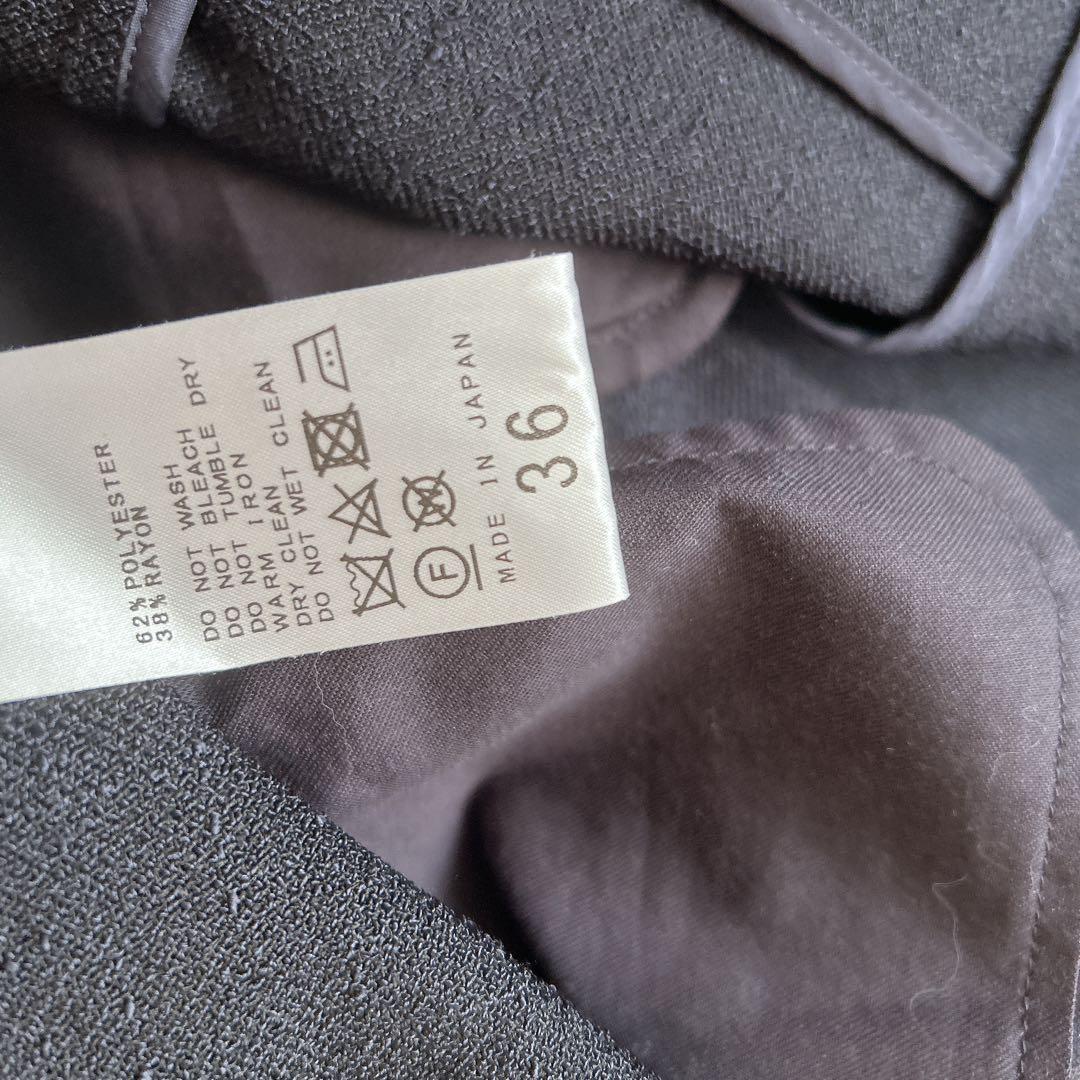 62% POLYESTER
38% RAYON
DO NOT WASH
DO NOT BLEACH
DO NOT TUMBLE DRY
DO NOT IRON
WARM CLEAN
DRY CLEAN
DO NOT WET CLEAN
F
W
MADE IN JAPAN
36